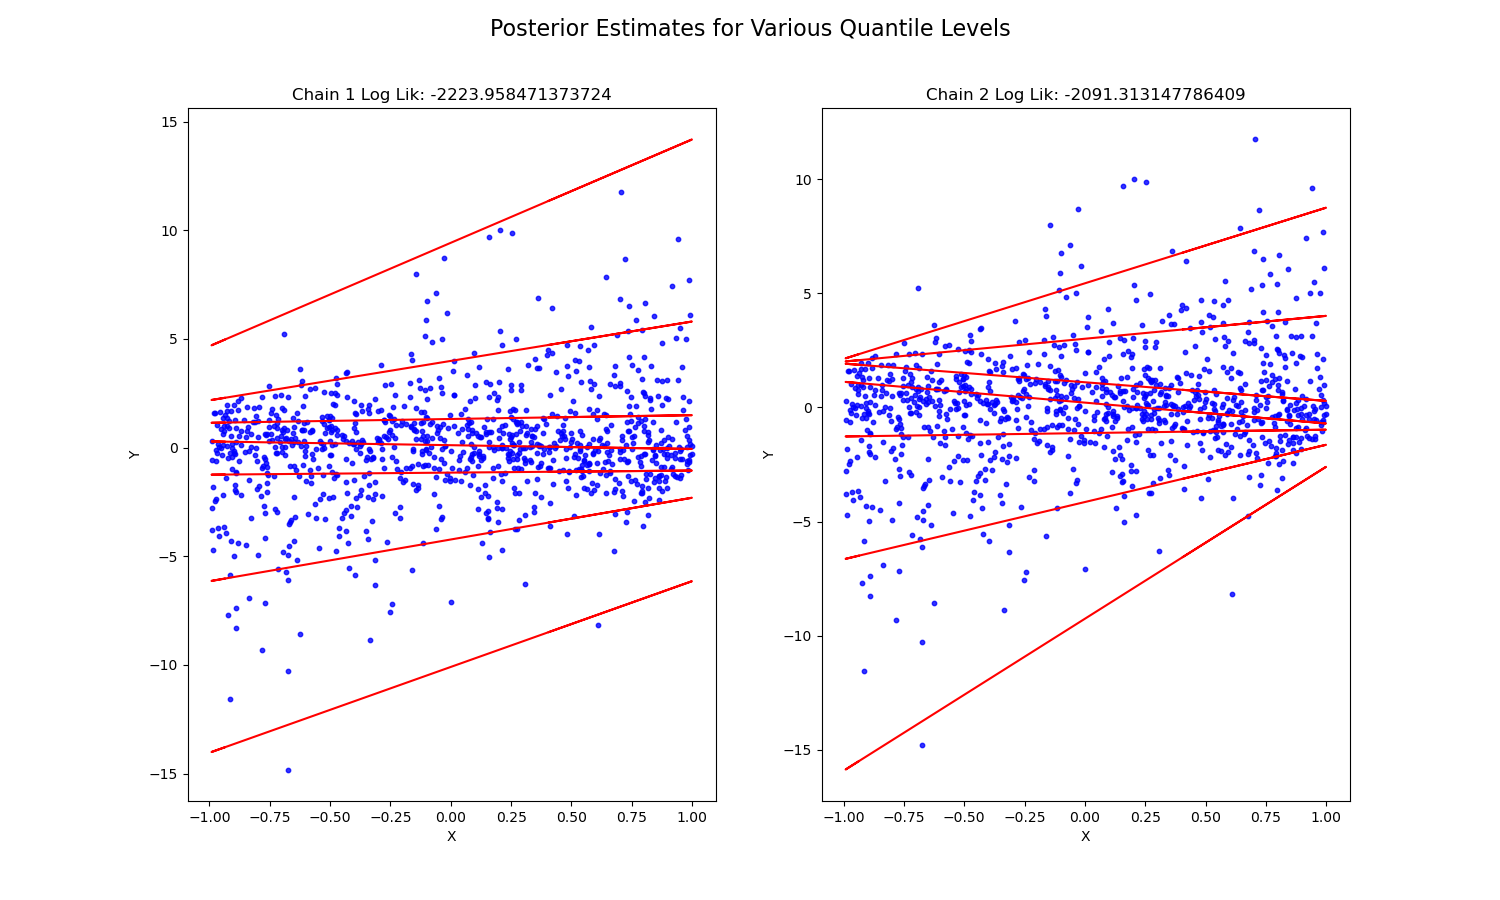 Posterior Estimates for Various Quantile Levels
Chain 1 Log Lik: -2223.958471373724
15
10
5
0
−5
−10
−15
Y
−1.00 −0.75 −0.50 −0.25 0.00 0.25 0.50 0.75 1.00
X
Chain 2 Log Lik: -2091.313147786409
10
5
0
−5
−10
−15
Y
−1.00 −0.75 −0.50 −0.25 0.00 0.25 0.50 0.75 1.00
X